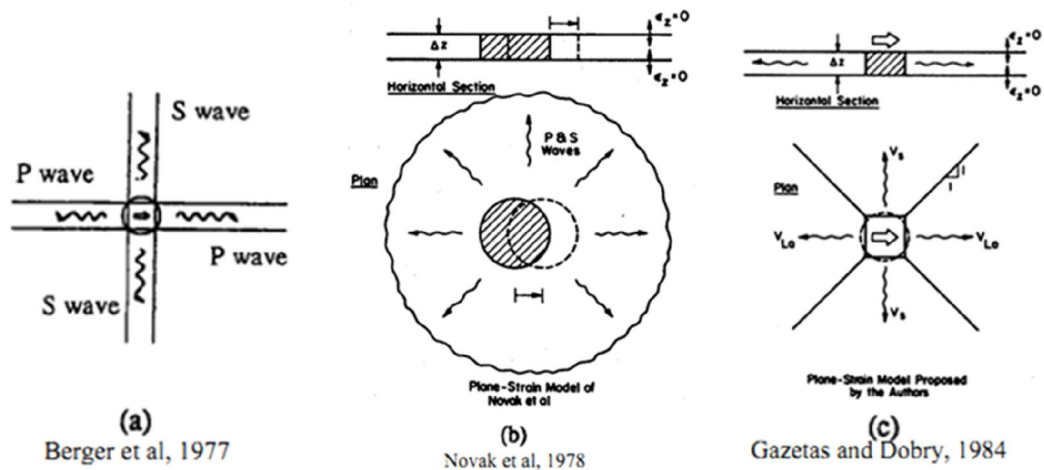 S wave
P wave
P wave
S wave
(a)
Berger et al, 1977
Δz
ϵz=0
ϵz=0
Horizontal Section
P & S
Waves
Plan
Plane-Strain Model of
Novak et al
(b)
Novak et al, 1978
Δz
ϵz=0
ϵz=0
Horizontal Section
Plan
Vs
1
1
VLa
VLa
Vs
Plane-Strain Model Proposed
by the Authors
(c)
Gazetas and Dobry, 1984